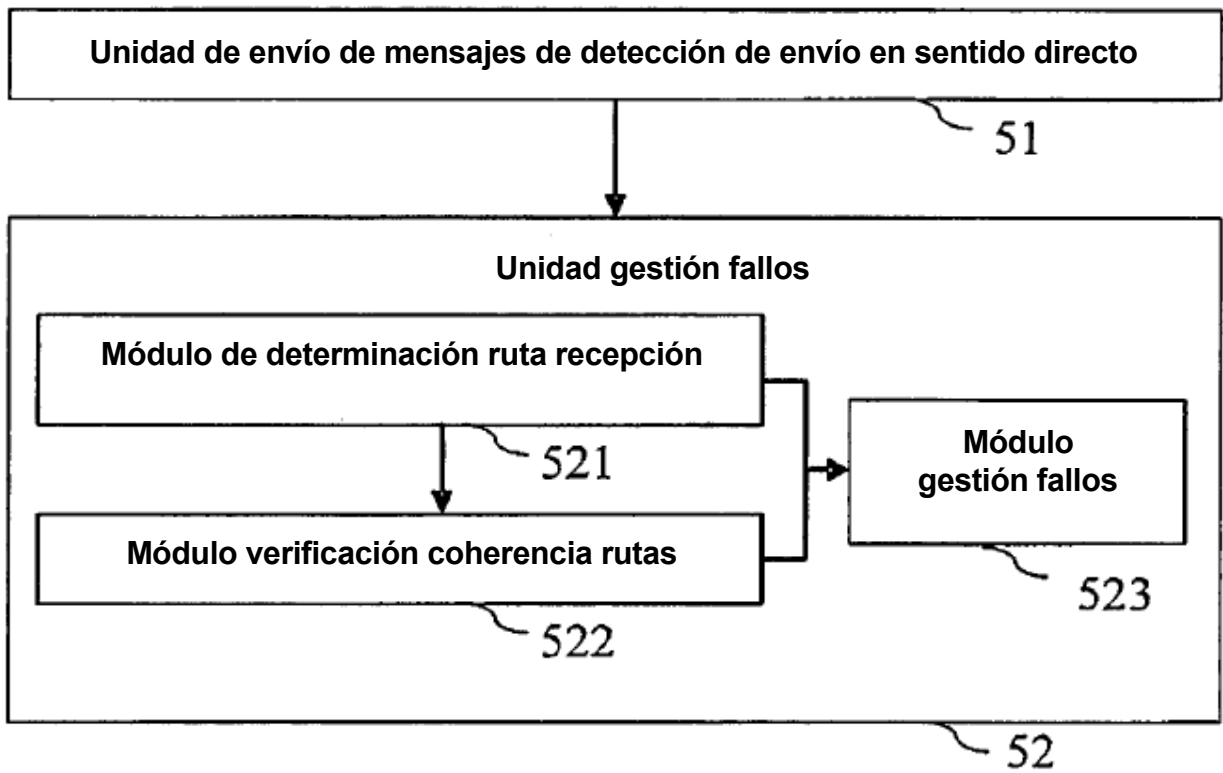 Unidad de envío de mensajes de detección de envío en sentido directo
51
Unidad gestión fallos
Módulo de determinación ruta recepción
521
Módulo verificación coherencia rutas
522
Módulo
gestión fallos
523
52